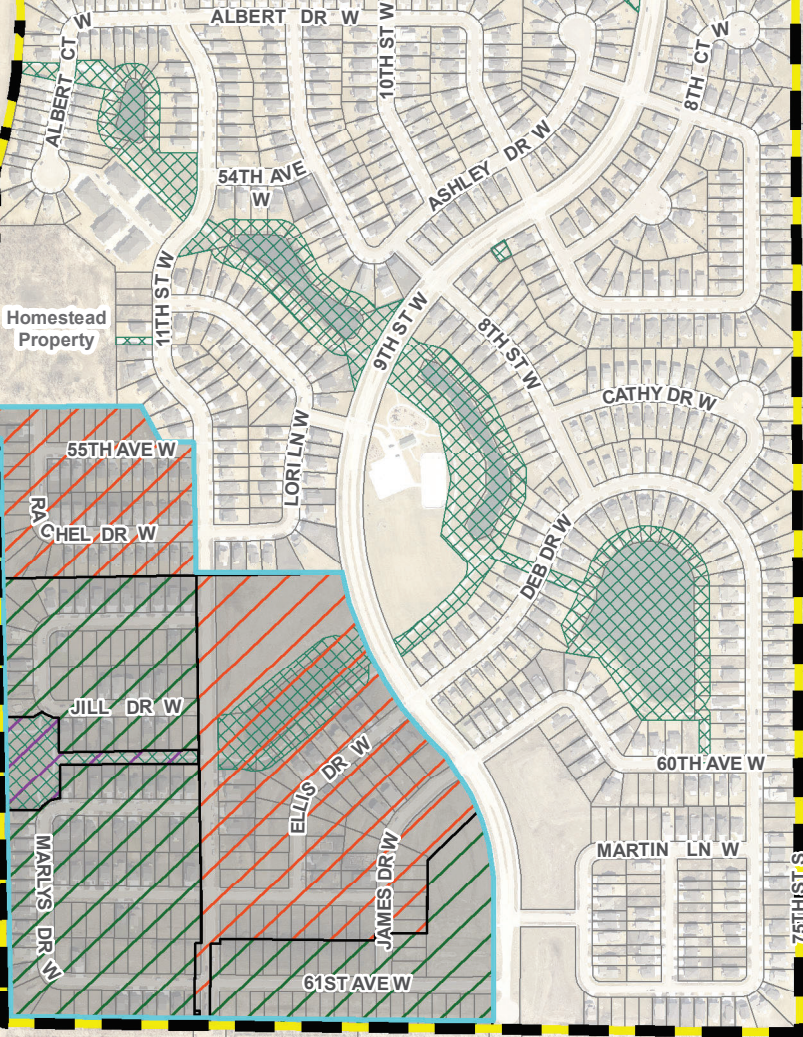 ALBERT DR W
ALBERT CT W
10TH ST W
8TH CT W
ASHLEY DR W
54TH AVE
W
11TH ST W
Homestead
Property
9TH ST W
8TH ST W
CATHY DR W
LORI LN W
55TH AVE W
RACHEL DR W
DEB DR W
JILL DR W
ELLIS DR W
60TH AVE W
MARTIN LN W
MARLYS DR W
JAMES DR W
61ST AVE W